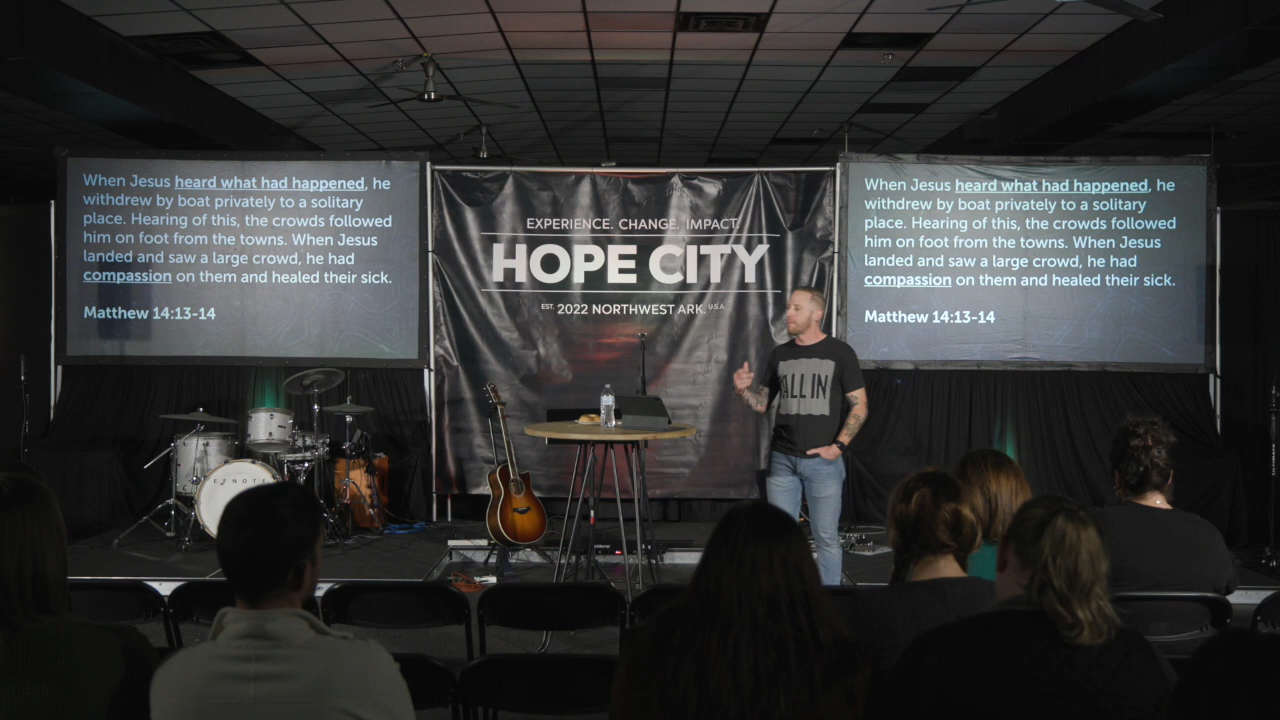 When Jesus heard what had happened, he
withdrew by boat privately to a solitary
place. Hearing of this, the crowds followed
him on foot from the towns. When Jesus
landed and saw a large crowd, he had
compassion on them and healed their sick.
Matthew 14:13-14
EXPERIENCE. CHANGE. IMPACT.
HOPE CITY
EST. 2022 NORTHWEST ARK. U.S.A.
When Jesus heard what had happened, he
withdrew by boat privately to a solitary
place. Hearing of this, the crowds followed
him on foot from the towns. When Jesus
landed and saw a large crowd, he had
compassion on them and healed their sick.
Matthew 14:13-14
ALL IN